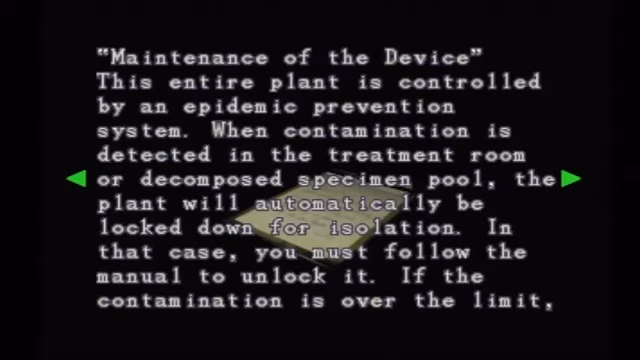 "Maintenance of the Device"
This entire plant is controlled
by an epidemic prevention
system. When contamination is
detected in the treatment room
or decomposed specimen pool, the
plant will automatically be
locked down for isolation. In
that case, you must follow the
manual to unlock it. If the
contamination is over the limit,